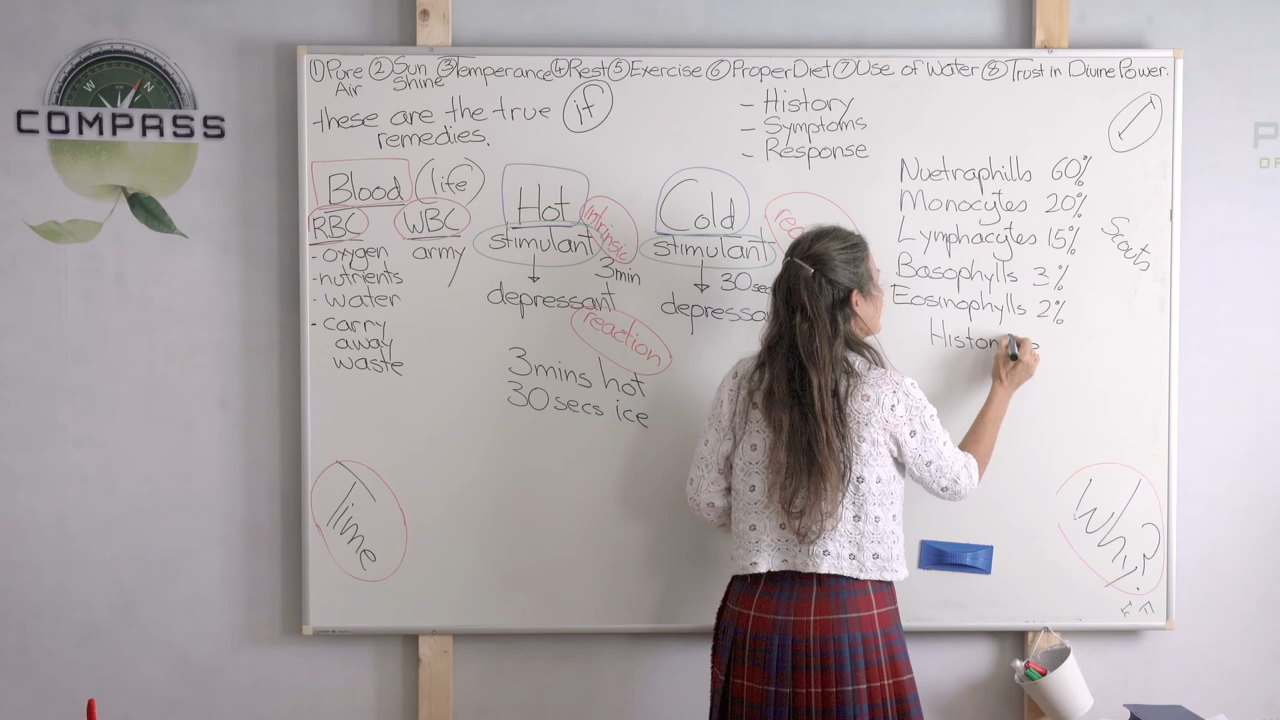 ①Pure Air ②Sun Shine ③Temperance ④Rest ⑤Exercise ⑥Proper Diet ⑦Use of Water ⑧Trust in Divine Power.
these are the true if
remedies.
- History
- Symptoms
- Response
COMPASS
W N
Blood (life)
RBC WBC
- oxygen army
- nutrients
- water
- carry
away
waste
Hot
stimulant
Intrinsic
3min
depressant
reaction
3mins hot
30 secs ice
Cold
stimulant
30
Nuetraphills 60%
Monocytes 20%
Lymphacytes 15%
Basophylls 3%
Eosinophylls 2%
Scouts
Time
Why?